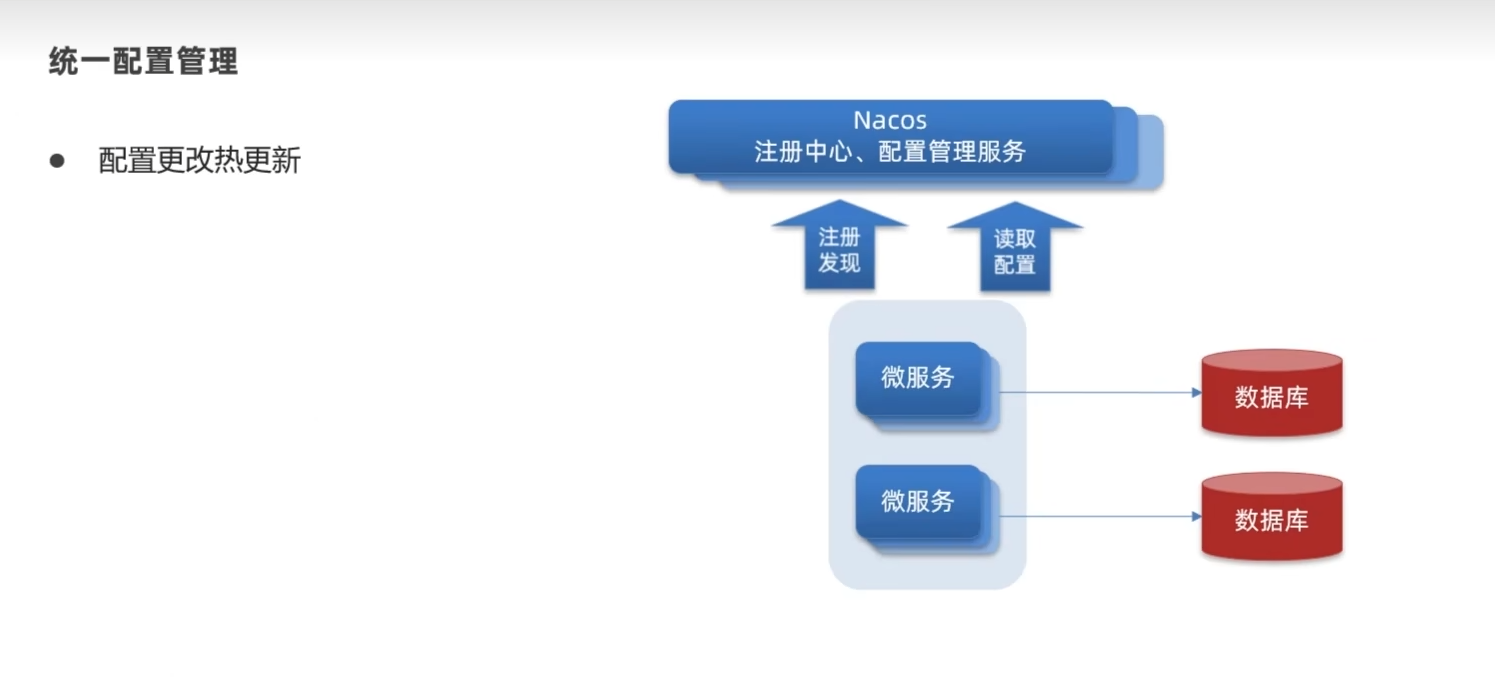 统一配置管理
● 配置更改热更新
Nacos
注册中心、配置管理服务
注册
发现
读取
配置
微服务
数据库
微服务
数据库